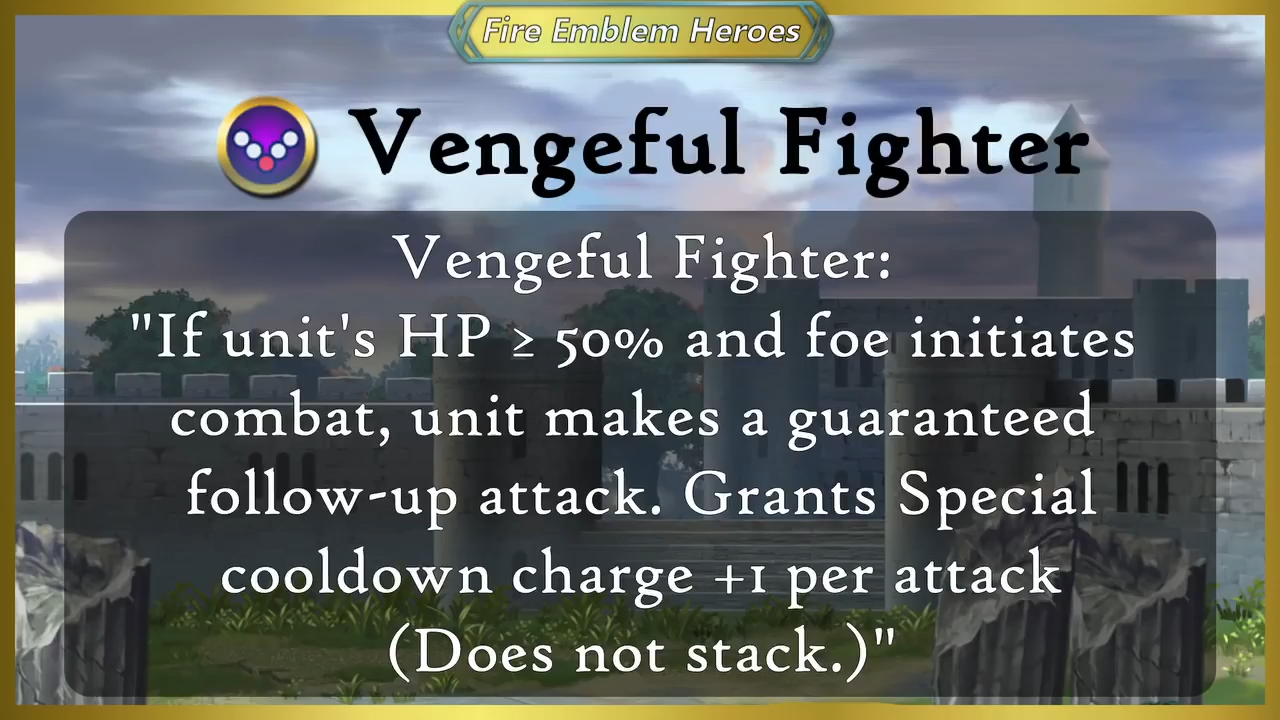 Fire Emblem Heroes
Vengeful Fighter
Vengeful Fighter:
"If unit's HP ≥ 50% and foe initiates
combat, unit makes a guaranteed
follow-up attack. Grants Special
cooldown charge +1 per attack
(Does not stack.)"